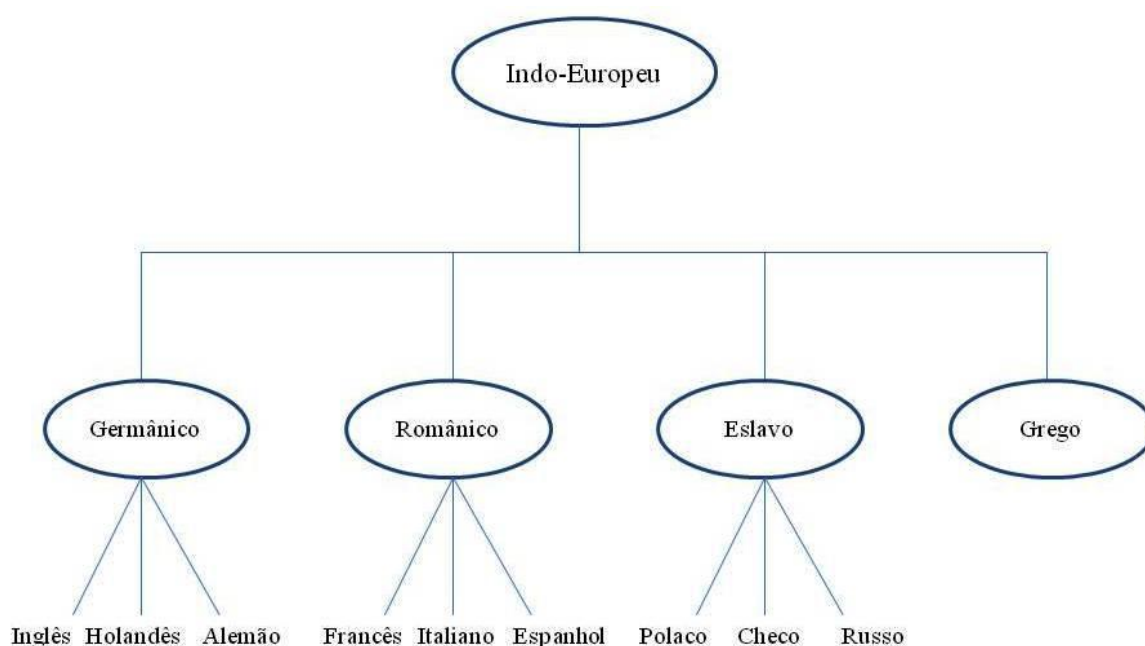 Indo-Europeu
Germânico Românico Eslavo Grego
Inglês Holandês Alemão Francês Italiano Espanhol Polaco Checo Russo